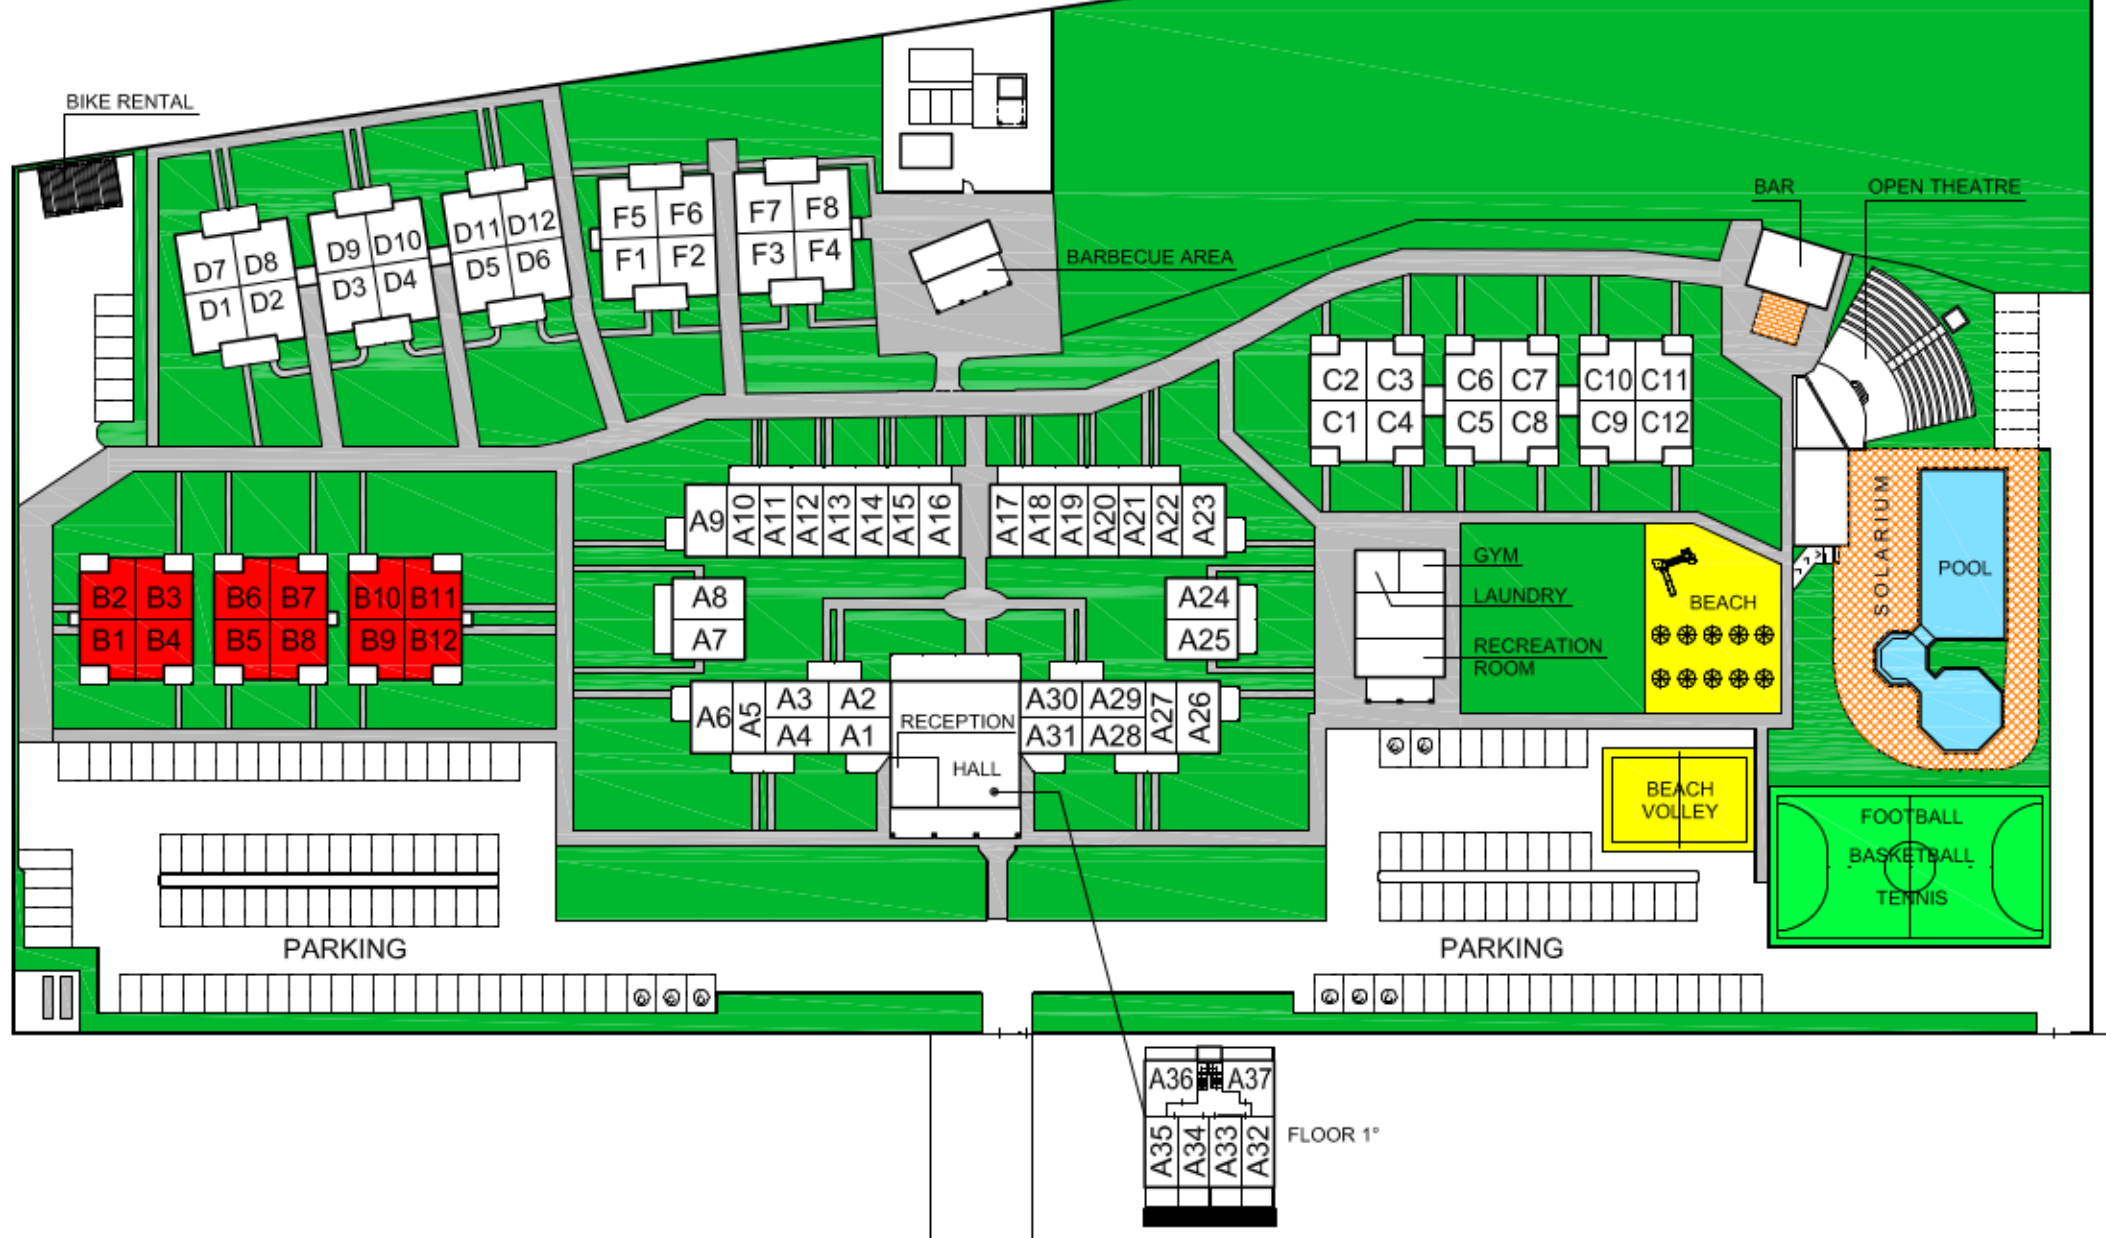 BIKE RENTAL
D7 D8
D1 D2
D9 D10
D3 D4
D11 D12
D5 D6
F5 F6
F1 F2
F7 F8
F3 F4
BARBECUE AREA
BAR
OPEN THEATRE
C2 C3
C1 C4
C6 C7
C5 C8
C10 C11
C9 C12
A9 A10 A11 A12 A13 A14 A15 A16
A17 A18 A19 A20 A21 A22 A23
B2 B3
B1 B4
B6 B7
B5 B8
B10 B11
B9 B12
A8
A7
A24
A25
GYM
LAUNDRY
RECREATION
ROOM
BEACH
SOLARIUM
POOL
A6 A5
A3 A2
A4 A1
RECEPTION
HALL
A30 A29
A31 A28
A27 A26
BEACH
VOLLEY
FOOTBALL
BASKETBALL
TENNIS
PARKING
PARKING
A36 A37
A35 A34 A33 A32
FLOOR 1°